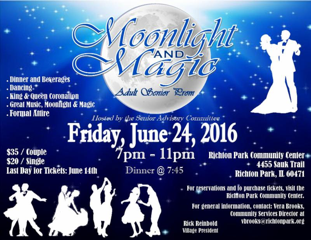 Moonlight
AND
Magic
Adult Senior Prom
Hosted by the Senior Advisory Committee
. Dinner and Beverages
. Dancing
. King & Queen Coronation
. Great Music, Moonlight & Magic
. Formal Attire
Friday, June 24, 2016
7pm - 11pm
Dinner @ 7:45
$35 / Couple
$20 / Single
Last Day for Tickets: June 14th
Richton Park Community Center
4455 Sauk Trail
Richton Park, IL 60471
For reservations and to purchase tickets, visit the
Richton Park Community Center.
For general information, contact: Vera Brooks,
Community Services Director at
vbrooks@richtonpark.org
Rick Reinbold
Village President